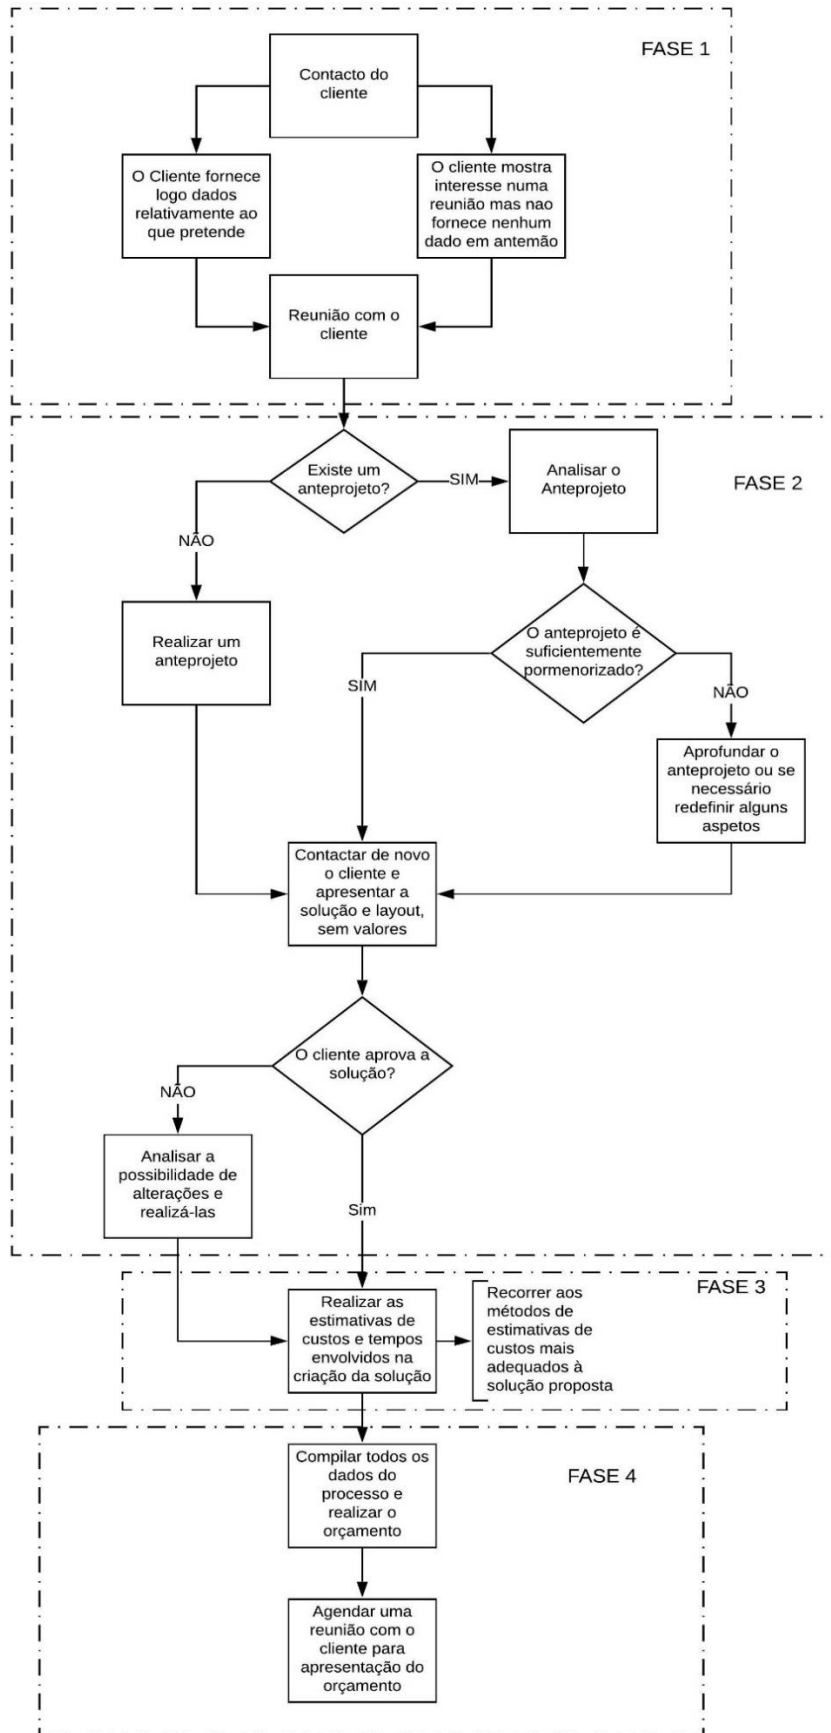 FASE 1
Contacto do
cliente
O Cliente fornece
logo dados
relativamente ao
que pretende
O cliente mostra
interesse numa
reunião mas nao
fornece nenhum
dado em antemão
Reunião com o
cliente
FASE 2
Existe um
anteprojeto?
SIM
Analisar o
Anteprojeto
NÃO
Realizar um
anteprojeto
O anteprojeto é
suficientemente
pormenorizado?
SIM
NÃO
Aprofundar o
anteprojeto ou se
necessário
redefinir alguns
aspetos
Contactar de novo
o cliente e
apresentar a
solução e layout,
sem valores
O cliente aprova a
solução?
NÃO
Analisar a
possibilidade de
alterações e
realizá-las
Sim
FASE 3
Realizar as
estimativas de
custos e tempos
envolvidos na
criação da solução
Recorrer aos
métodos de
estimativas de
custos mais
adequados à
solução proposta
FASE 4
Compilar todos os
dados do
processo e
realizar o
orçamento
Agendar uma
reunião com o
cliente para
apresentação do
orçamento